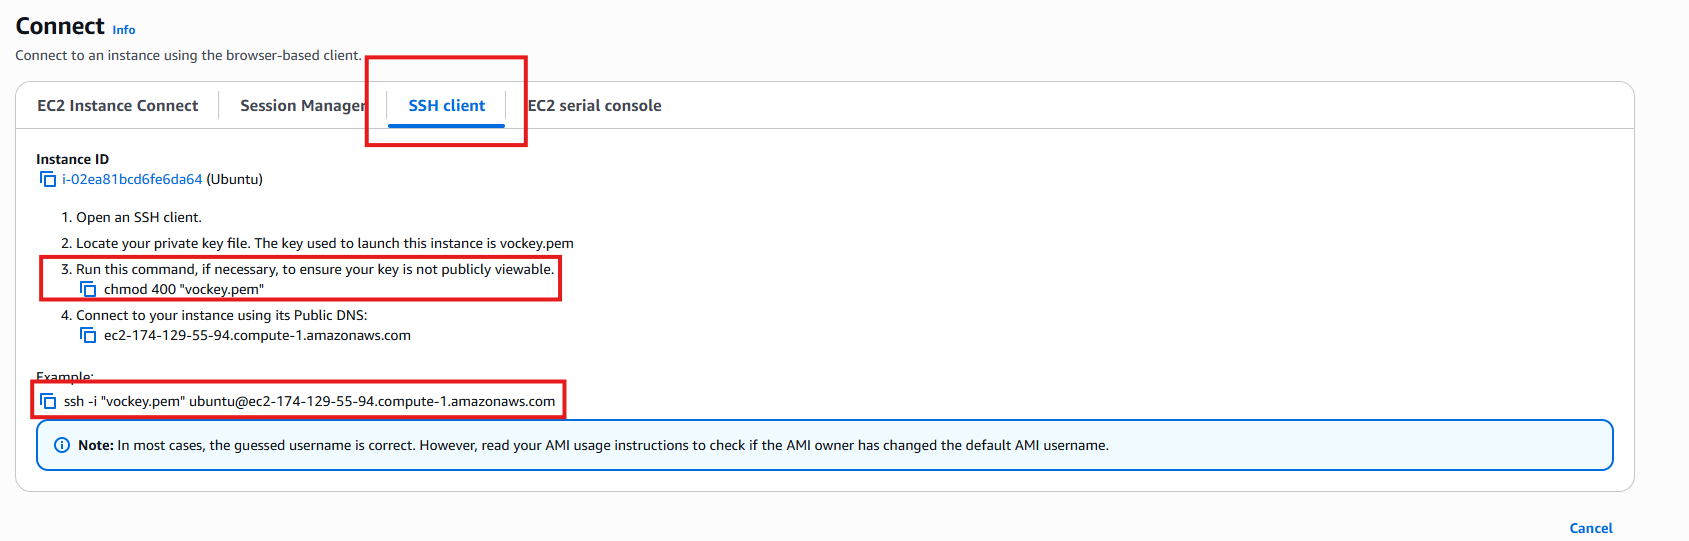 Connect Info
Connect to an instance using the browser-based client.
EC2 Instance Connect Session Manager SSH client EC2 serial console
Instance ID
i-02ea81bcd6fe6da64 (Ubuntu)
1. Open an SSH client.
2. Locate your private key file. The key used to launch this instance is vockey.pem
3. Run this command, if necessary, to ensure your key is not publicly viewable.
chmod 400 "vockey.pem"
4. Connect to your instance using its Public DNS:
ec2-174-129-55-94.compute-1.amazonaws.com
Example:
ssh -i "vockey.pem" ubuntu@ec2-174-129-55-94.compute-1.amazonaws.com
Note: In most cases, the guessed username is correct. However, read your AMI usage instructions to check if the AMI owner has changed the default AMI username.
Cancel